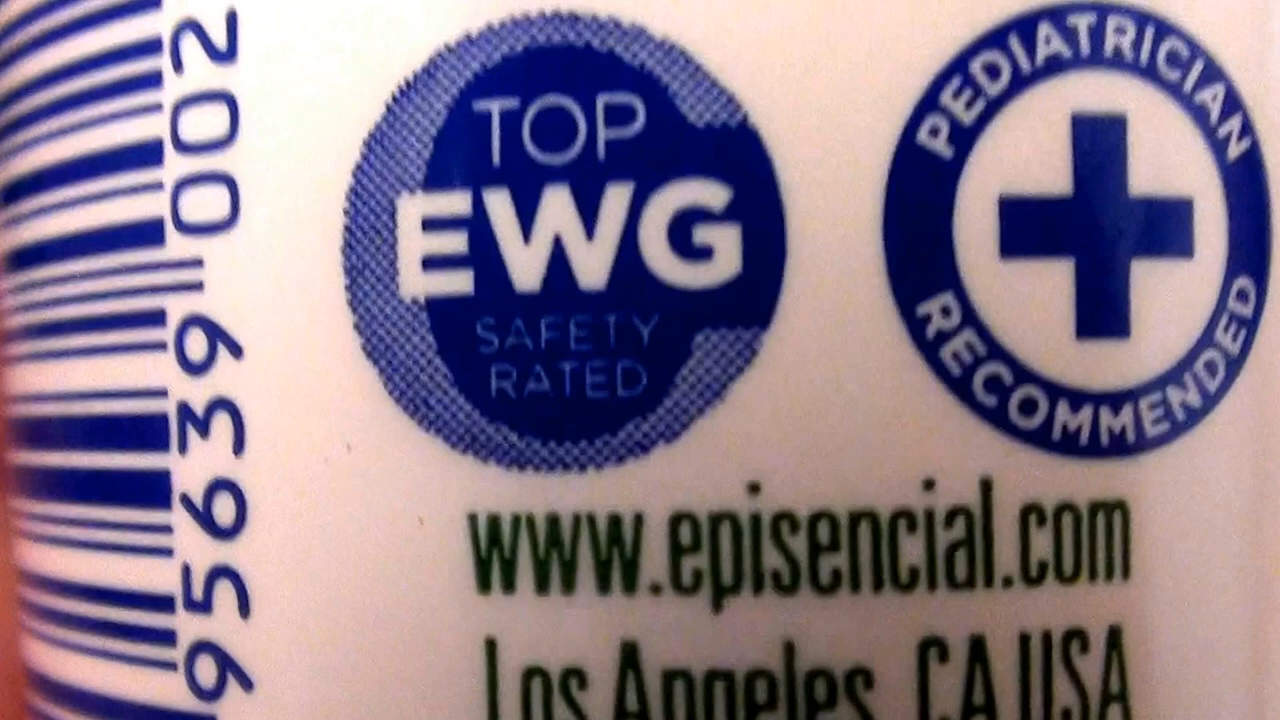 95639 002
TOP
EWG
SAFETY
RATED
PEDIATRICIAN
RECOMMENDED
www.episencial.com
Los Angeles, CA USA